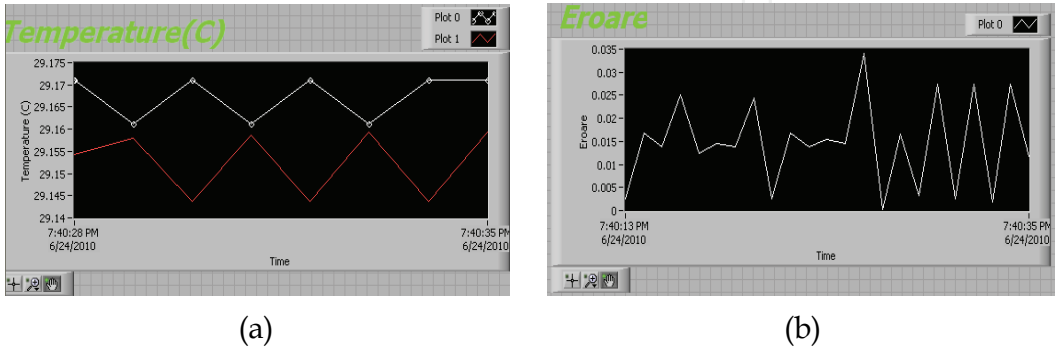 Temperature(C)
Plot 0
Plot 1
29.175
29.17
29.165
29.16
29.155
29.15
29.145
29.14
Temperature (C)
7:40:28 PM
6/24/2010
7:40:35 PM
6/24/2010
Time
(a)
Eroare
Plot 0
0.035
0.03
0.025
0.02
0.015
0.01
0.005
0
Eroare
7:40:13 PM
6/24/2010
7:40:35 PM
6/24/2010
Time
(b)